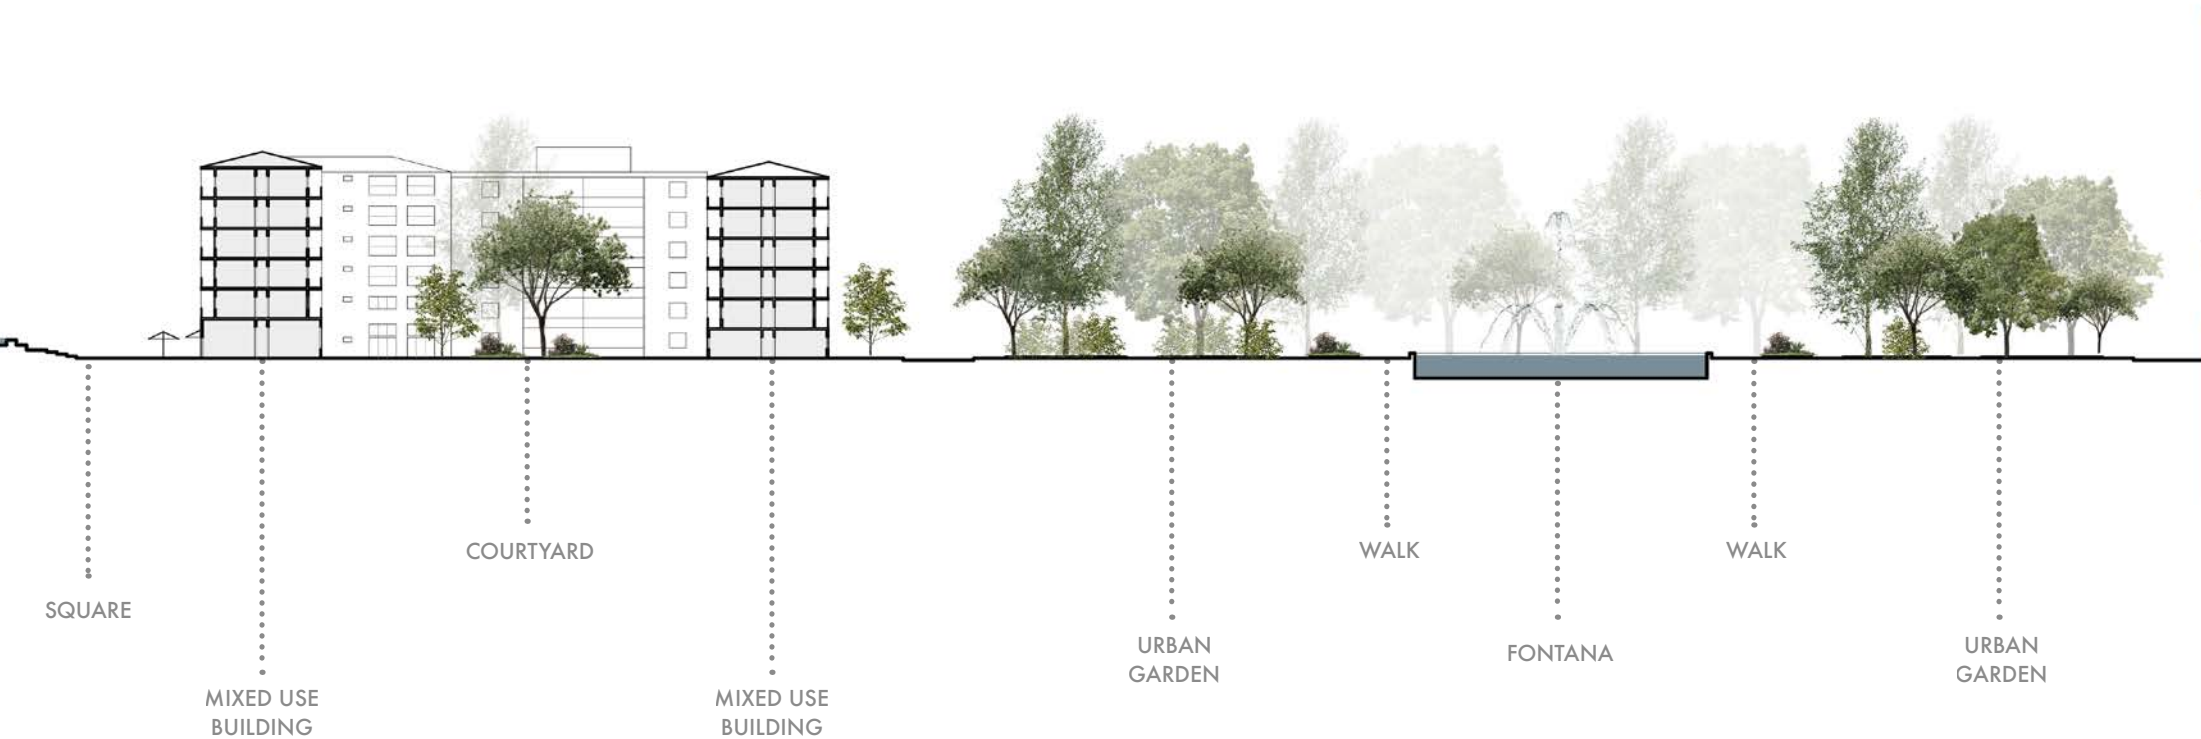 SQUARE
MIXED USE
BUILDING
COURTYARD
MIXED USE
BUILDING
URBAN
GARDEN
WALK
FONTANA
WALK
URBAN
GARDEN